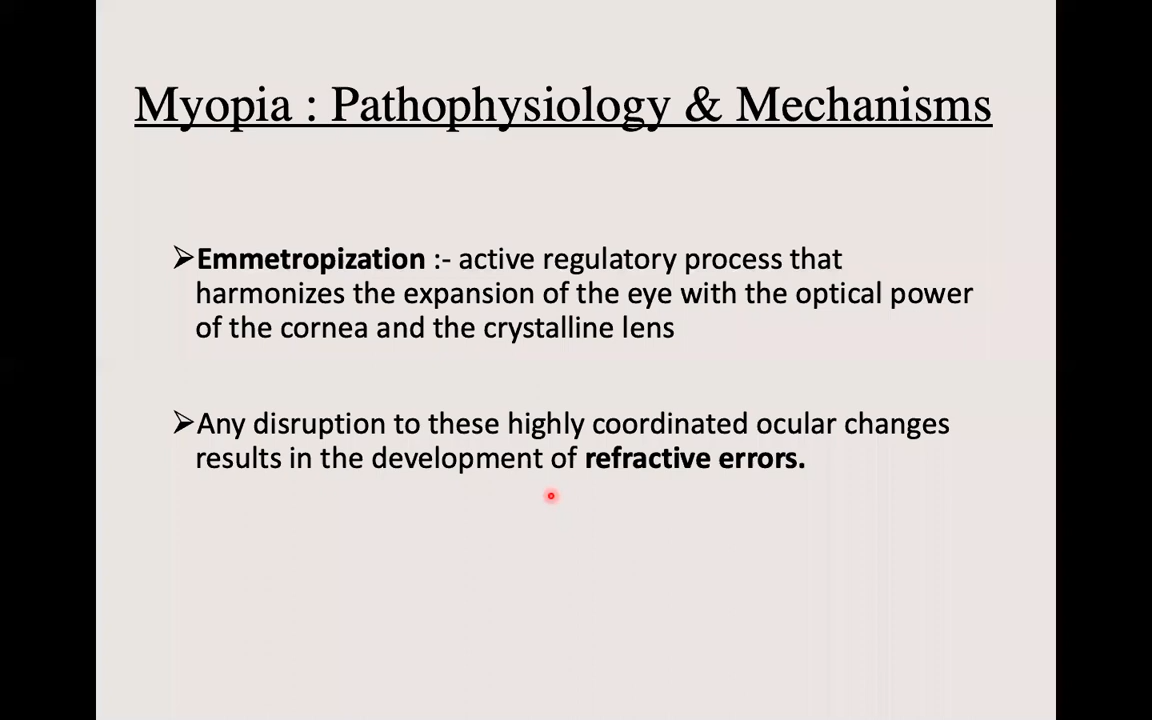 Myopia : Pathophysiology & Mechanisms
➢Emmetropization :- active regulatory process that
harmonizes the expansion of the eye with the optical power
of the cornea and the crystalline lens
➢Any disruption to these highly coordinated ocular changes
results in the development of refractive errors.